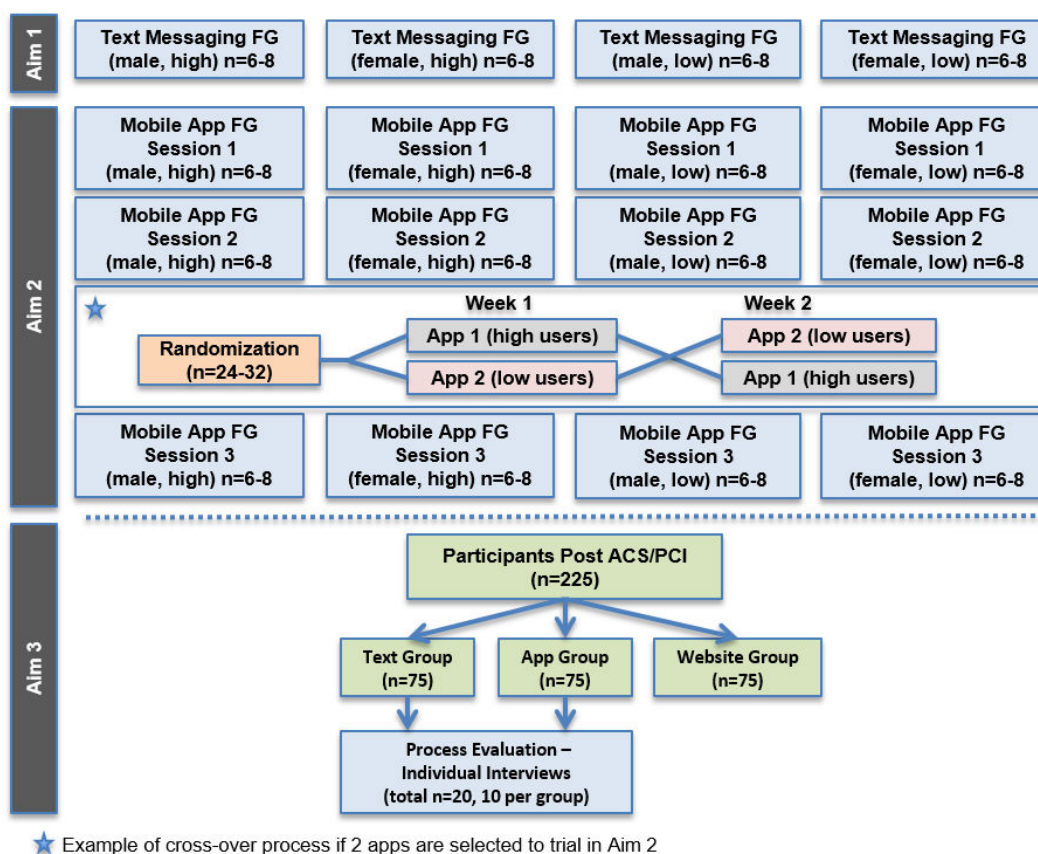 Aim 1
Text Messaging FG
(male, high) n=6-8
Text Messaging FG
(female, high) n=6-8
Text Messaging FG
(male, low) n=6-8
Text Messaging FG
(female, low) n=6-8
Aim 2
Mobile App FG
Session 1
(male, high) n=6-8
Mobile App FG
Session 1
(female, high) n=6-8
Mobile App FG
Session 1
(male, low) n=6-8
Mobile App FG
Session 1
(female, low) n=6-8
Mobile App FG
Session 2
(male, high) n=6-8
Mobile App FG
Session 2
(female, high) n=6-8
Mobile App FG
Session 2
(male, low) n=6-8
Mobile App FG
Session 2
(female, low) n=6-8
Randomization
(n=24-32)
Week 1
App 1 (high users)
App 2 (low users)
Week 2
App 2 (low users)
App 1 (high users)
Mobile App FG
Session 3
(male, high) n=6-8
Mobile App FG
Session 3
(female, high) n=6-8
Mobile App FG
Session 3
(male, low) n=6-8
Mobile App FG
Session 3
(female, low) n=6-8
Aim 3
Participants Post ACS/PCI
(n=225)
Text Group
(n=75)
App Group
(n=75)
Website Group
(n=75)
Process Evaluation –
Individual Interviews
(total n=20, 10 per group)
Example of cross-over process if 2 apps are selected to trial in Aim 2